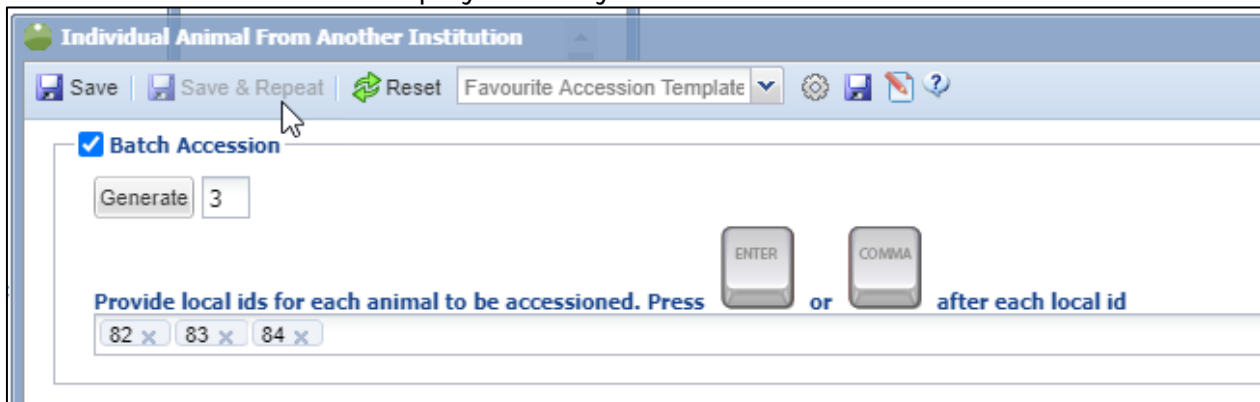 Individual Animal From Another Institution
Save Save & Repeat Reset Favourite Accession Template
Batch Accession
Generate 3
ENTER COMMA
Provide local ids for each animal to be accessioned. Press or after each local id
82 x 83 x 84 x